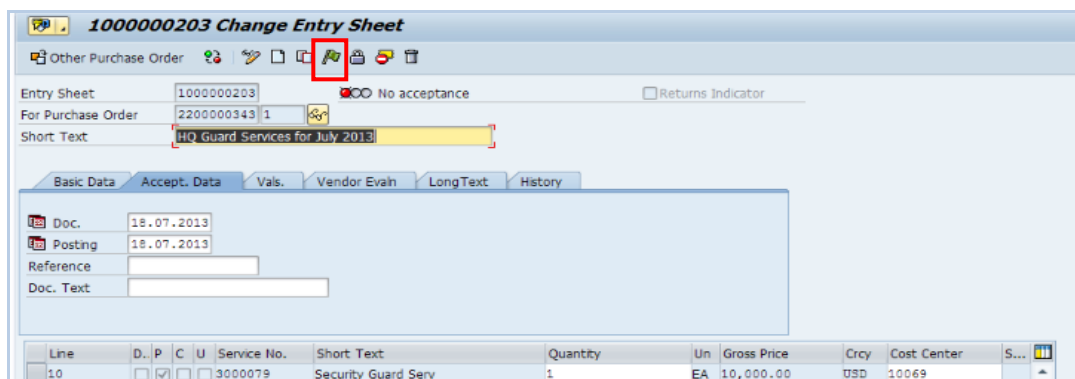 1000000203 Change Entry Sheet
Other Purchase Order
Entry Sheet 1000000203 No acceptance Returns Indicator
For Purchase Order 2200000343 1
Short Text HQ Guard Services for July 2013
Basic Data Accept. Data Vals. Vendor Evaln LongText History
Doc. 18.07.2013
Posting 18.07.2013
Reference
Doc. Text
Line D.. P C U Service No. Short Text Quantity Un Gross Price Crcy Cost Center S...
10 3000079 Security Guard Serv 1 EA 10,000.00 USD 10069